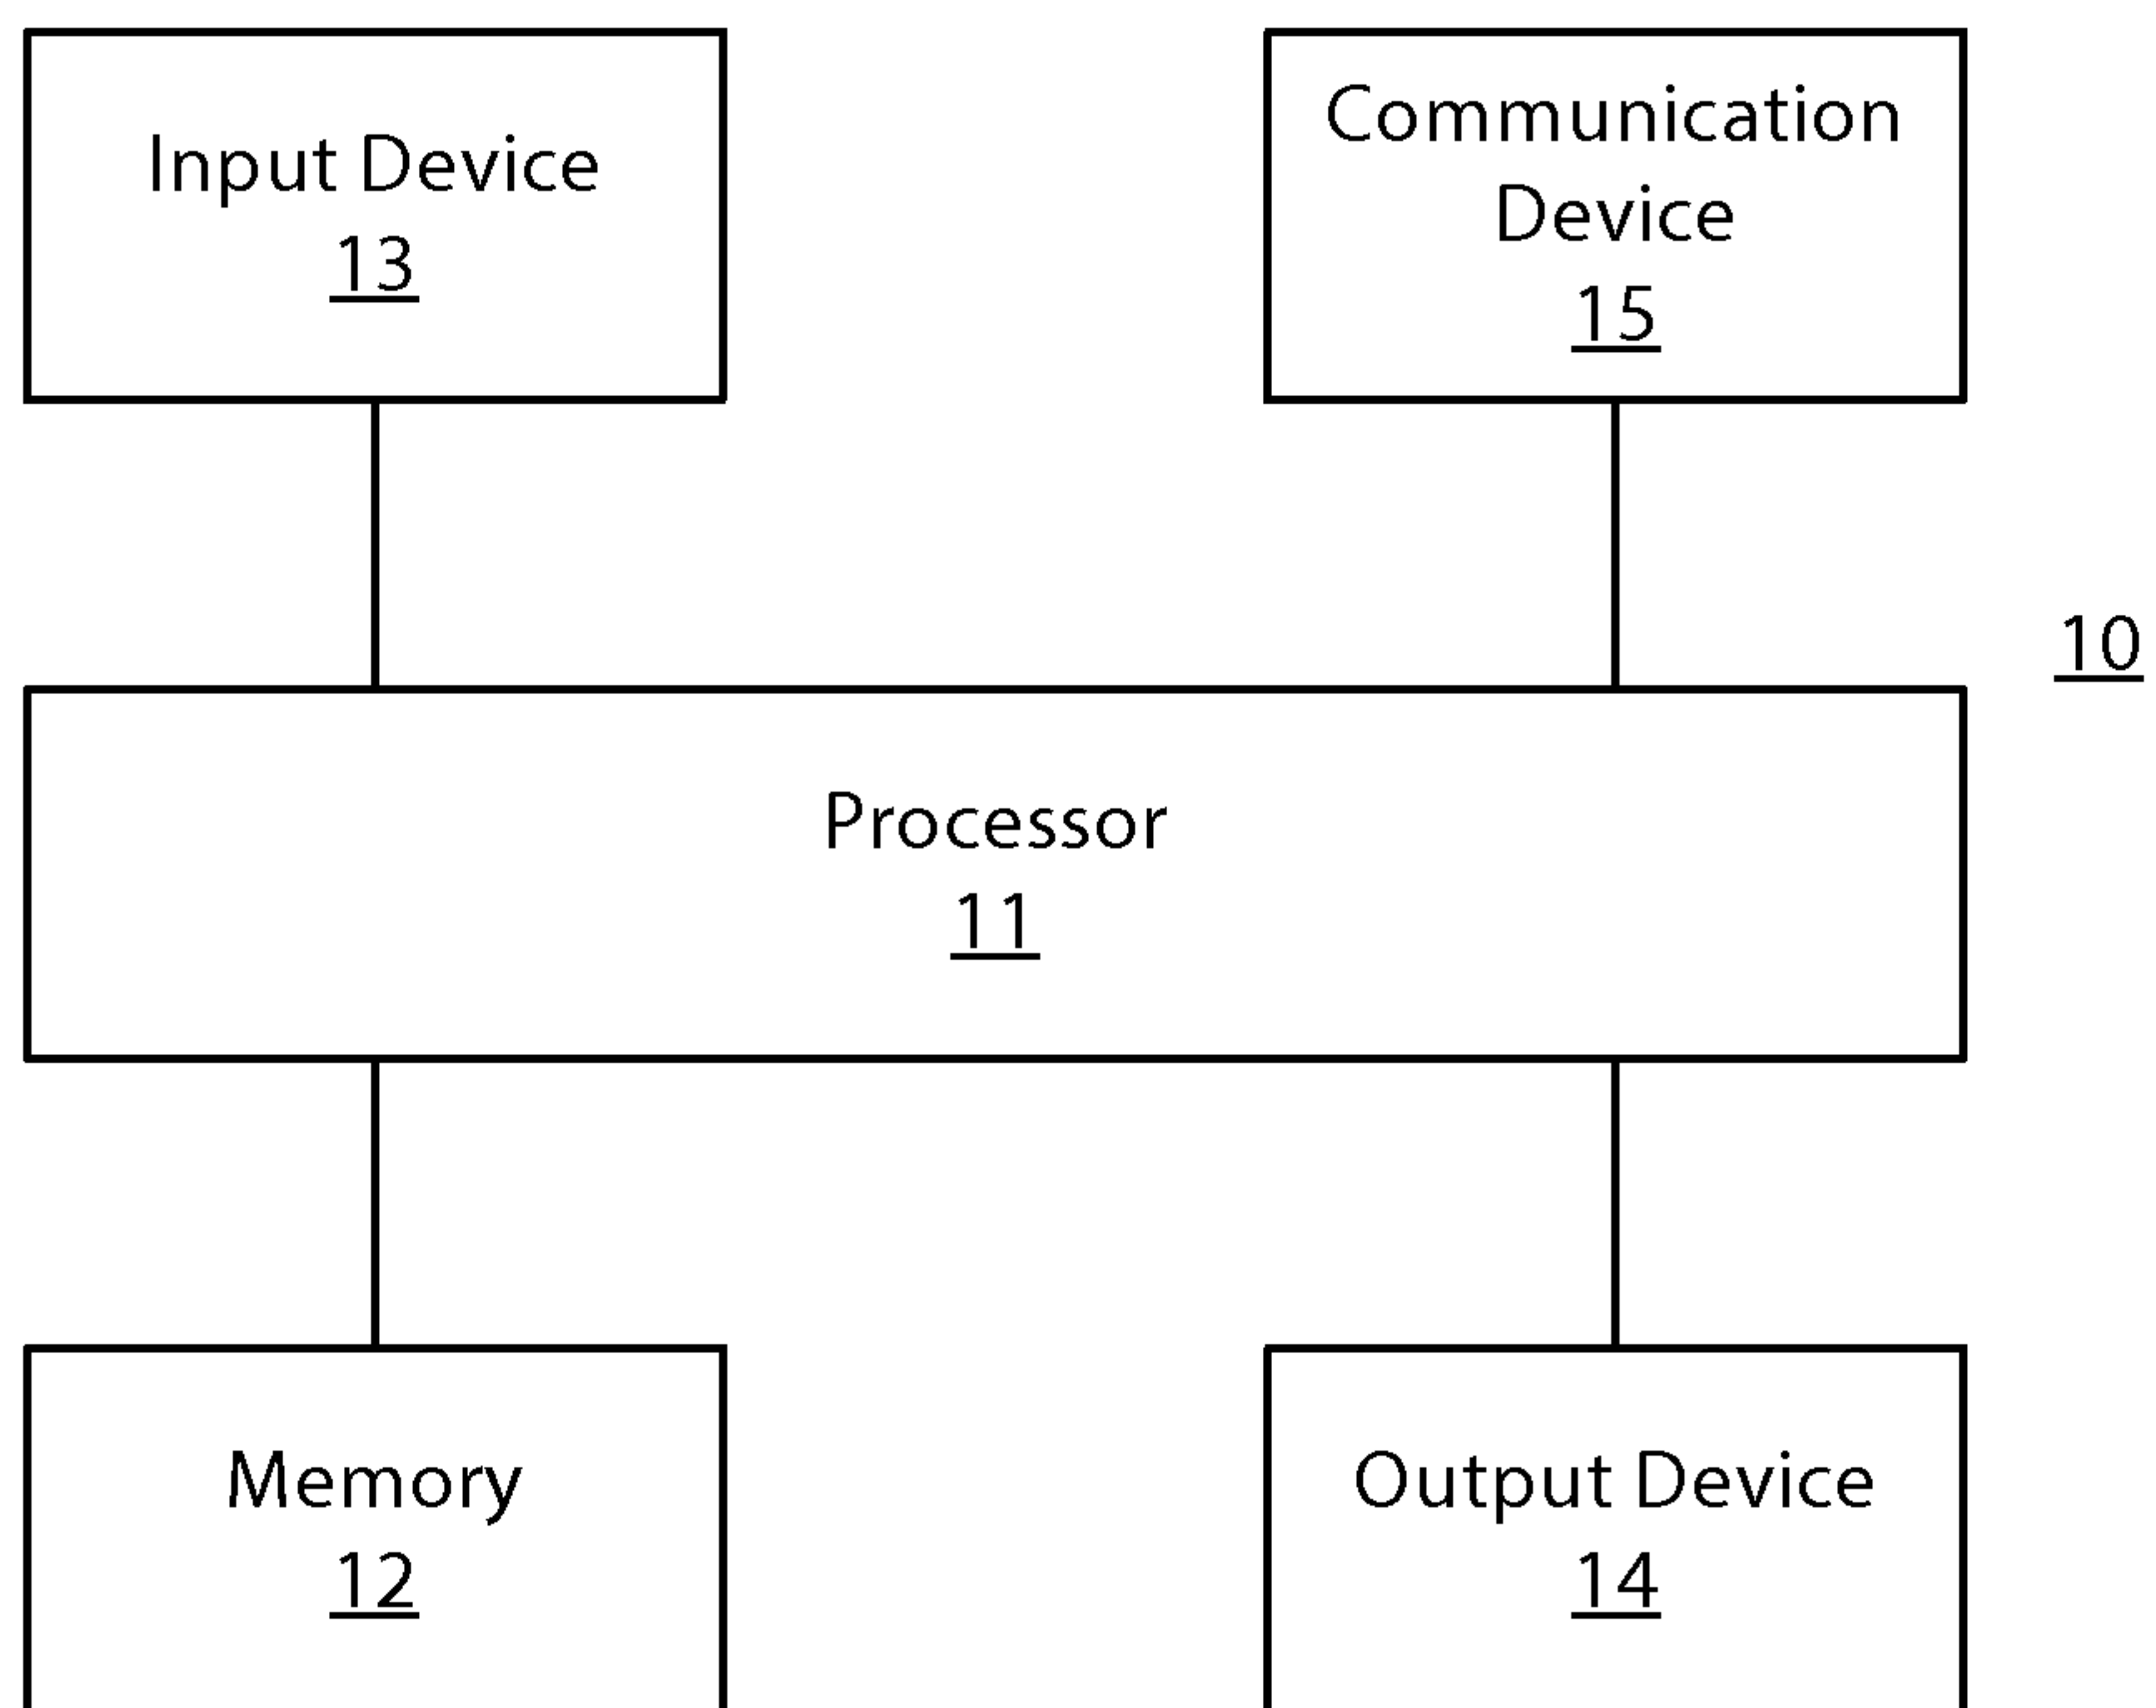 Input Device
13
Communication
Device
15
10
Processor
11
Memory
12
Output Device
14